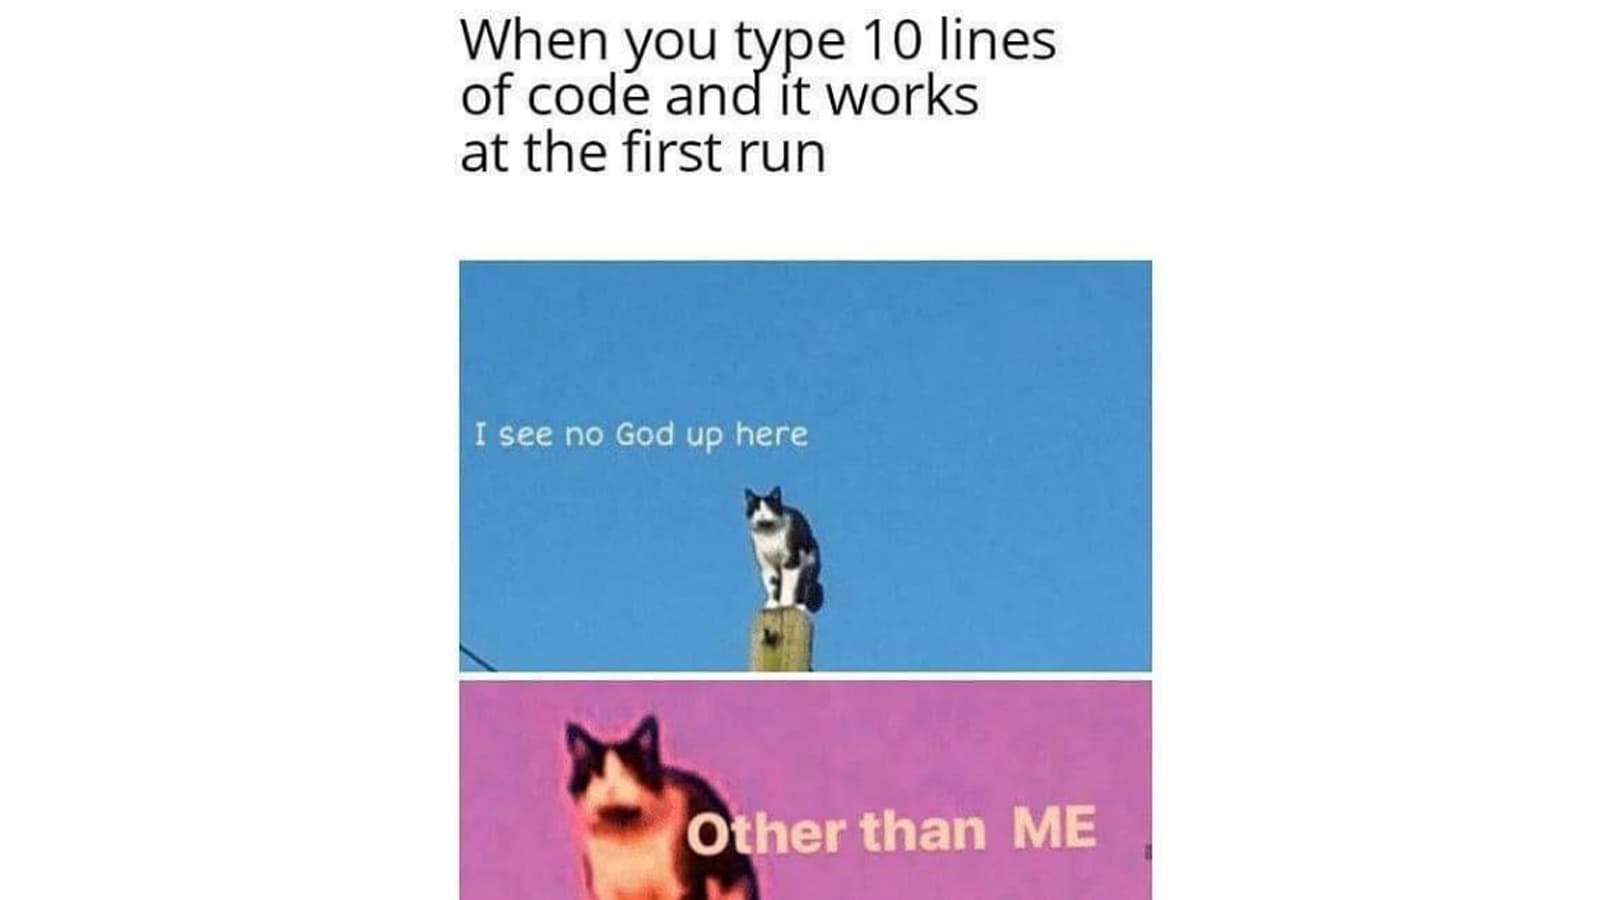 When you type 10 lines
of code and it works
at the first run
I see no God up here
Other than ME